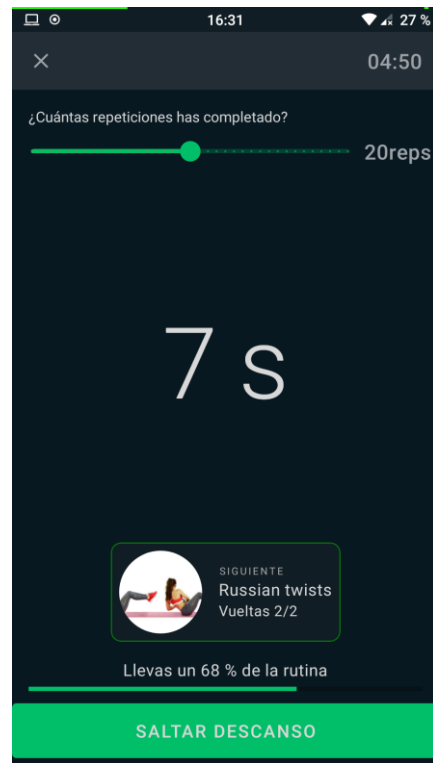 16:31
27 %
04:50
¿Cuántas repeticiones has completado?
20reps
7 s
SIGUIENTE
Russian twists
Vueltas 2/2
Llevas un 68 % de la rutina
SALTAR DESCANSO